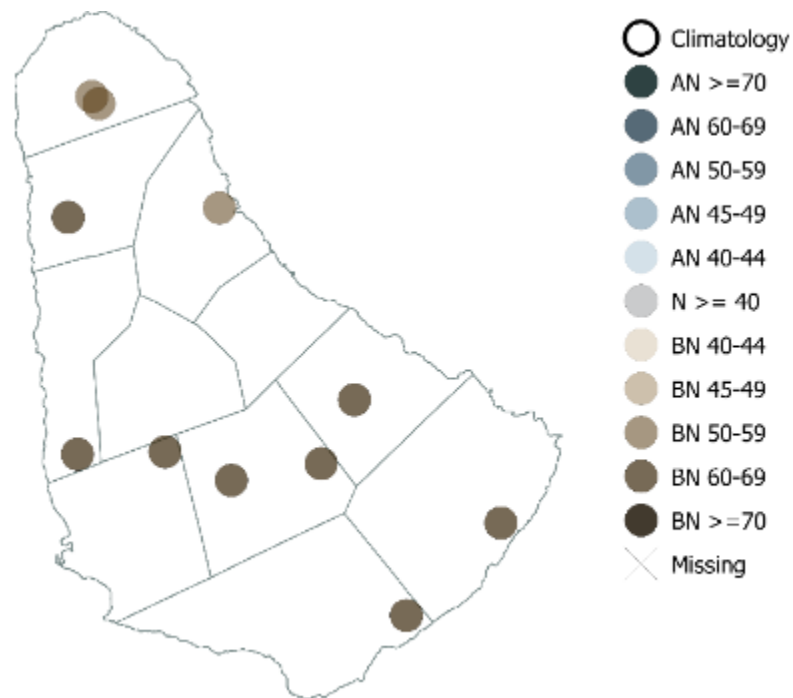 Climatology
AN >=70
AN 60-69
AN 50-59
AN 45-49
AN 40-44
N >= 40
BN 40-44
BN 45-49
BN 50-59
BN 60-69
BN >=70
Missing